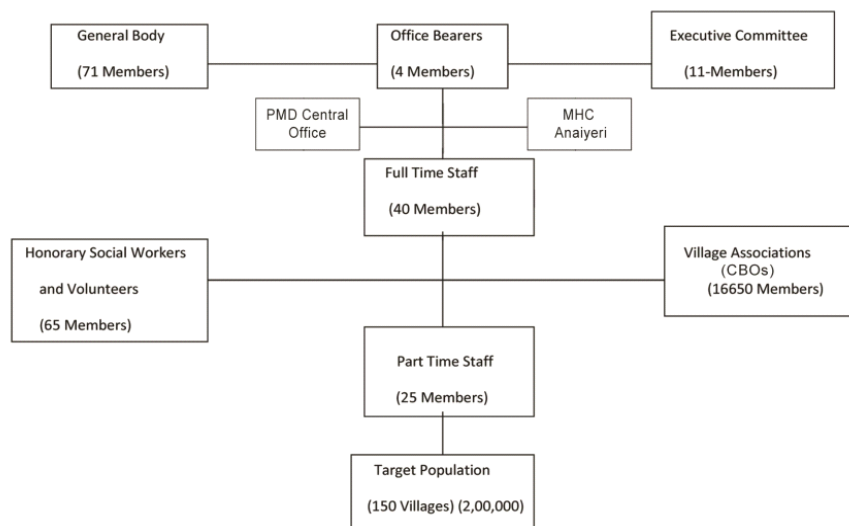 General Body
(71 Members)
Office Bearers
(4 Members)
Executive Committee
(11-Members)
PMD Central
Office
MHC
Anaiyeri
Full Time Staff
(40 Members)
Honorary Social Workers
and Volunteers
(65 Members)
Village Associations
(CBOs)
(16650 Members)
Part Time Staff
(25 Members)
Target Population
(150 Villages) (2,00,000)